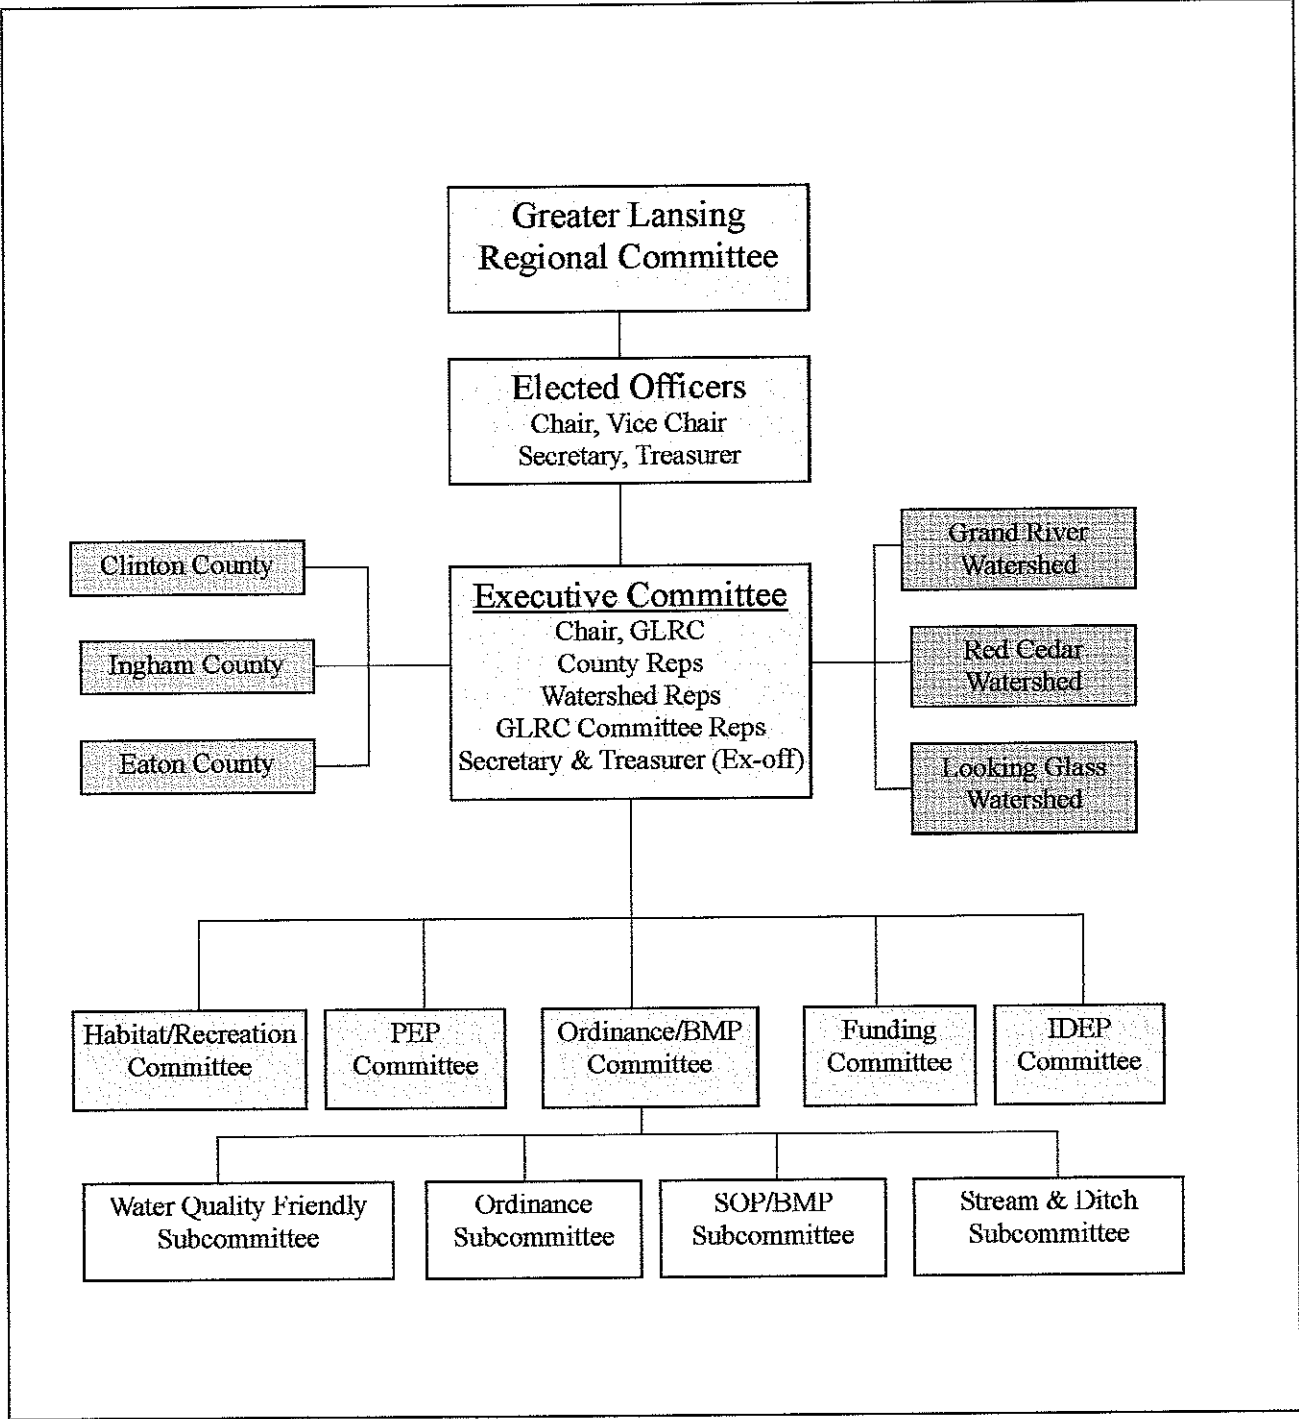 Greater Lansing
Regional Committee
Elected Officers
Chair, Vice Chair
Secretary, Treasurer
Clinton County
Ingham County
Eaton County
Executive Committee
Chair, GLRC
County Reps
Watershed Reps
GLRC Committee Reps
Secretary & Treasurer (Ex-off)
Grand River
Watershed
Red Cedar
Watershed
Looking Glass
Watershed
Habitat/Recreation
Committee
PEP
Committee
Ordinance/BMP
Committee
Funding
Committee
IDEP
Committee
Water Quality Friendly
Subcommittee
Ordinance
Subcommittee
SOP/BMP
Subcommittee
Stream & Ditch
Subcommittee